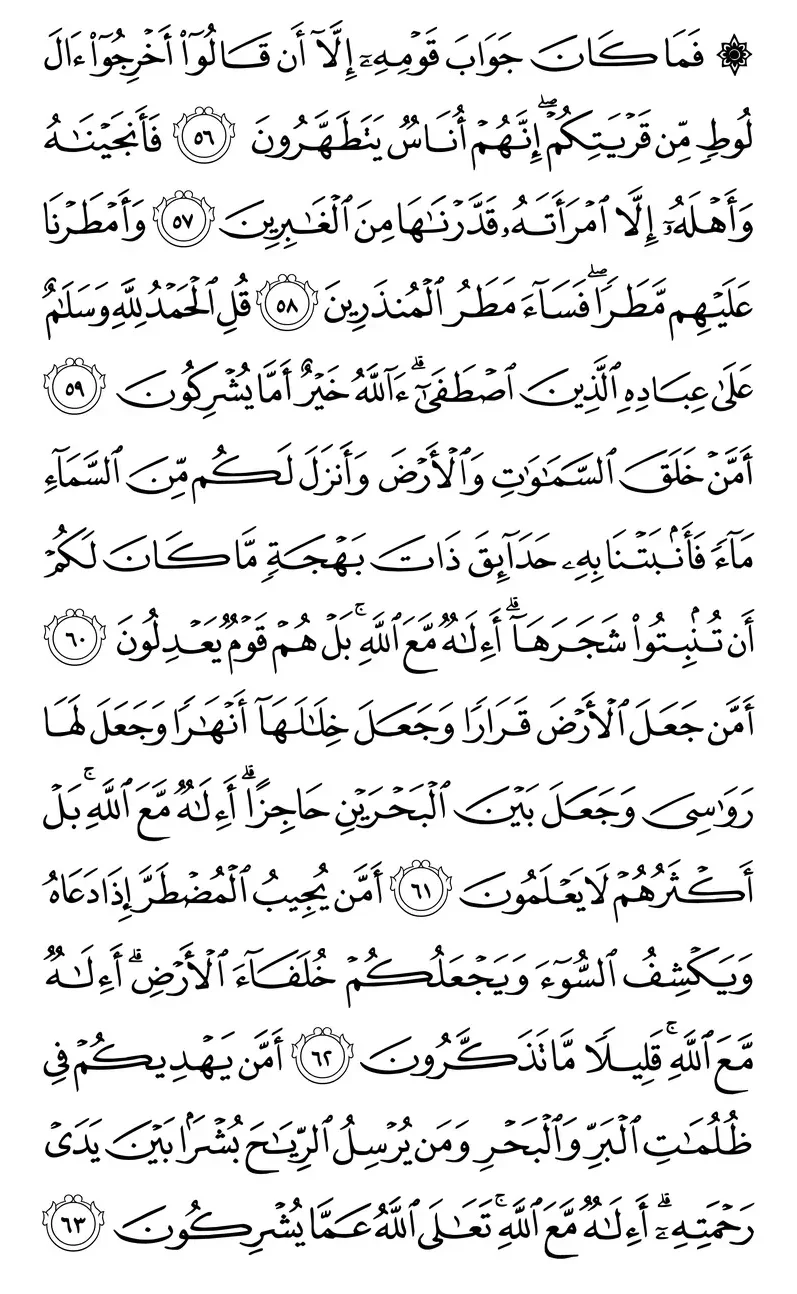 ۞ فَمَا كَانَ جَوَابَ قَوْمِهِۦٓ إِلَّآ أَن قَالُوٓا۟ أَخْرِجُوٓا۟ ءَالَ
لُوطٍ مِّن قَرْيَتِكُمْ ۖ إِنَّهُمْ أُنَاسٌ يَتَطَهَّرُونَ ٥٦ فَأَنجَيْنَـٰهُ
وَأَهْلَهُۥٓ إِلَّا ٱمْرَأَتَهُۥ قَدَّرْنَـٰهَا مِنَ ٱلْغَـٰبِرِينَ ٥٧ وَأَمْطَرْنَا
عَلَيْهِم مَّطَرًا ۖ فَسَآءَ مَطَرُ ٱلْمُنذَرِينَ ٥٨ قُلِ ٱلْحَمْدُ لِلَّهِ وَسَلَـٰمٌ
عَلَىٰ عِبَادِهِ ٱلَّذِينَ ٱصْطَفَىٰٓ ۗ ءَآللَّهُ خَيْرٌ أَمَّا يُشْرِكُونَ ٥٩
أَمَّنْ خَلَقَ ٱلسَّمَـٰوَٰتِ وَٱلْأَرْضَ وَأَنزَلَ لَكُم مِّنَ ٱلسَّمَآءِ
مَآءً فَأَنۢبَتْنَا بِهِۦ حَدَآئِقَ ذَاتَ بَهْجَةٍ مَّا كَانَ لَكُمْ
أَن تُنۢبِتُوا۟ شَجَرَهَآ ۗ أَءِلَـٰهٌ مَّعَ ٱللَّهِ ۚ بَلْ هُمْ قَوْمٌ يَعْدِلُونَ ٦٠
أَمَّن جَعَلَ ٱلْأَرْضَ قَرَارًا وَجَعَلَ خِلَـٰلَهَآ أَنْهَـٰرًا وَجَعَلَ لَهَا
رَوَٰسِىَ وَجَعَلَ بَيْنَ ٱلْبَحْرَيْنِ حَاجِزًا ۗ أَءِلَـٰهٌ مَّعَ ٱللَّهِ ۚ بَلْ
أَكْثَرُهُمْ لَا يَعْلَمُونَ ٦١ أَمَّن يُجِيبُ ٱلْمُضْطَرَّ إِذَا دَعَاهُ
وَيَكْشِفُ ٱلسُّوٓءَ وَيَجْعَلُكُمْ خُلَفَآءَ ٱلْأَرْضِ ۗ أَءِلَـٰهٌ
مَّعَ ٱللَّهِ ۚ قَلِيلًا مَّا تَذَكَّرُونَ ٦٢ أَمَّن يَهْدِيكُمْ فِى
ظُلُمَـٰتِ ٱلْبَرِّ وَٱلْبَحْرِ وَمَن يُرْسِلُ ٱلرِّيَـٰحَ بُشْرًۢا بَيْنَ يَدَىْ
رَحْمَتِهِۦٓ ۗ أَءِلَـٰهٌ مَّعَ ٱللَّهِ ۚ تَعَـٰلَى ٱللَّهُ عَمَّا يُشْرِكُونَ ٦٣